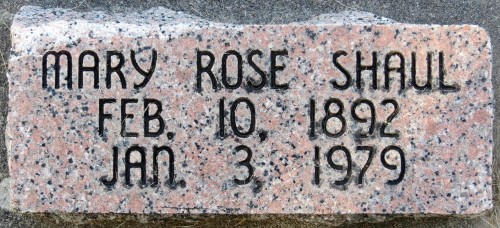 MARY ROSE SHAUL
FEB. 10, 1892
JAN. 3, 1979